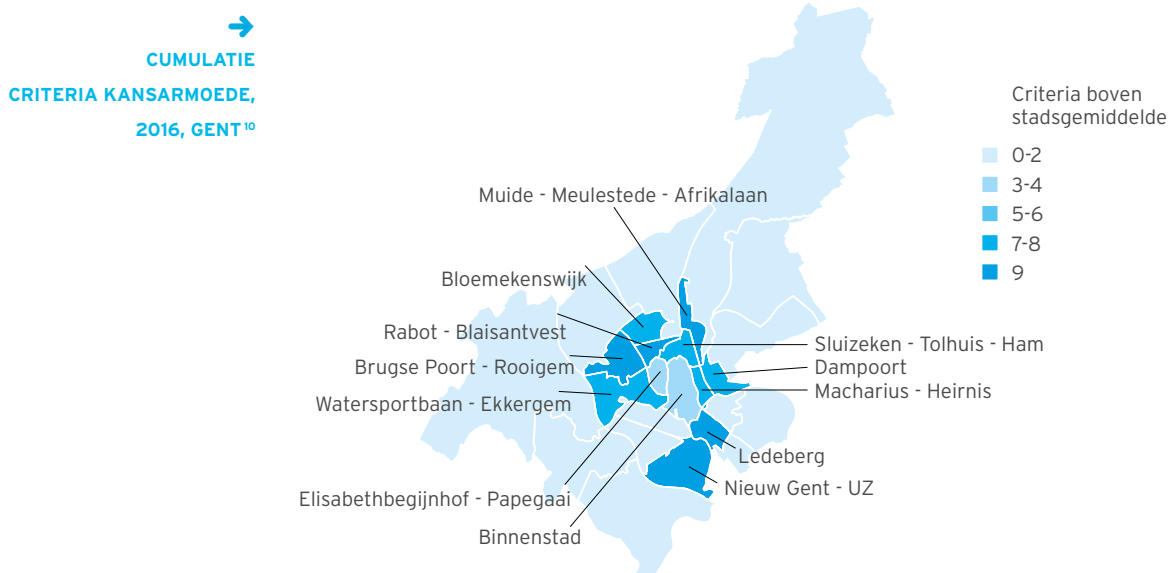 CUMULATIE
CRITERIA KANSARMOEDE,
2016, GENT 10
Criteria boven
stadsgemiddelde
0-2
3-4
5-6
7-8
9
Muide - Meulestede - Afrikalaan
Bloemekenswijk
Rabot - Blaisantvest
Brugse Poort - Rooigem
Watersportbaan - Ekkergem
Elisabethbegijnhof - Papegaai
Binnenstad
Sluizeken - Tolhuis - Ham
Dampoort
Macharius - Heirnis
Ledeberg
Nieuw Gent - UZ